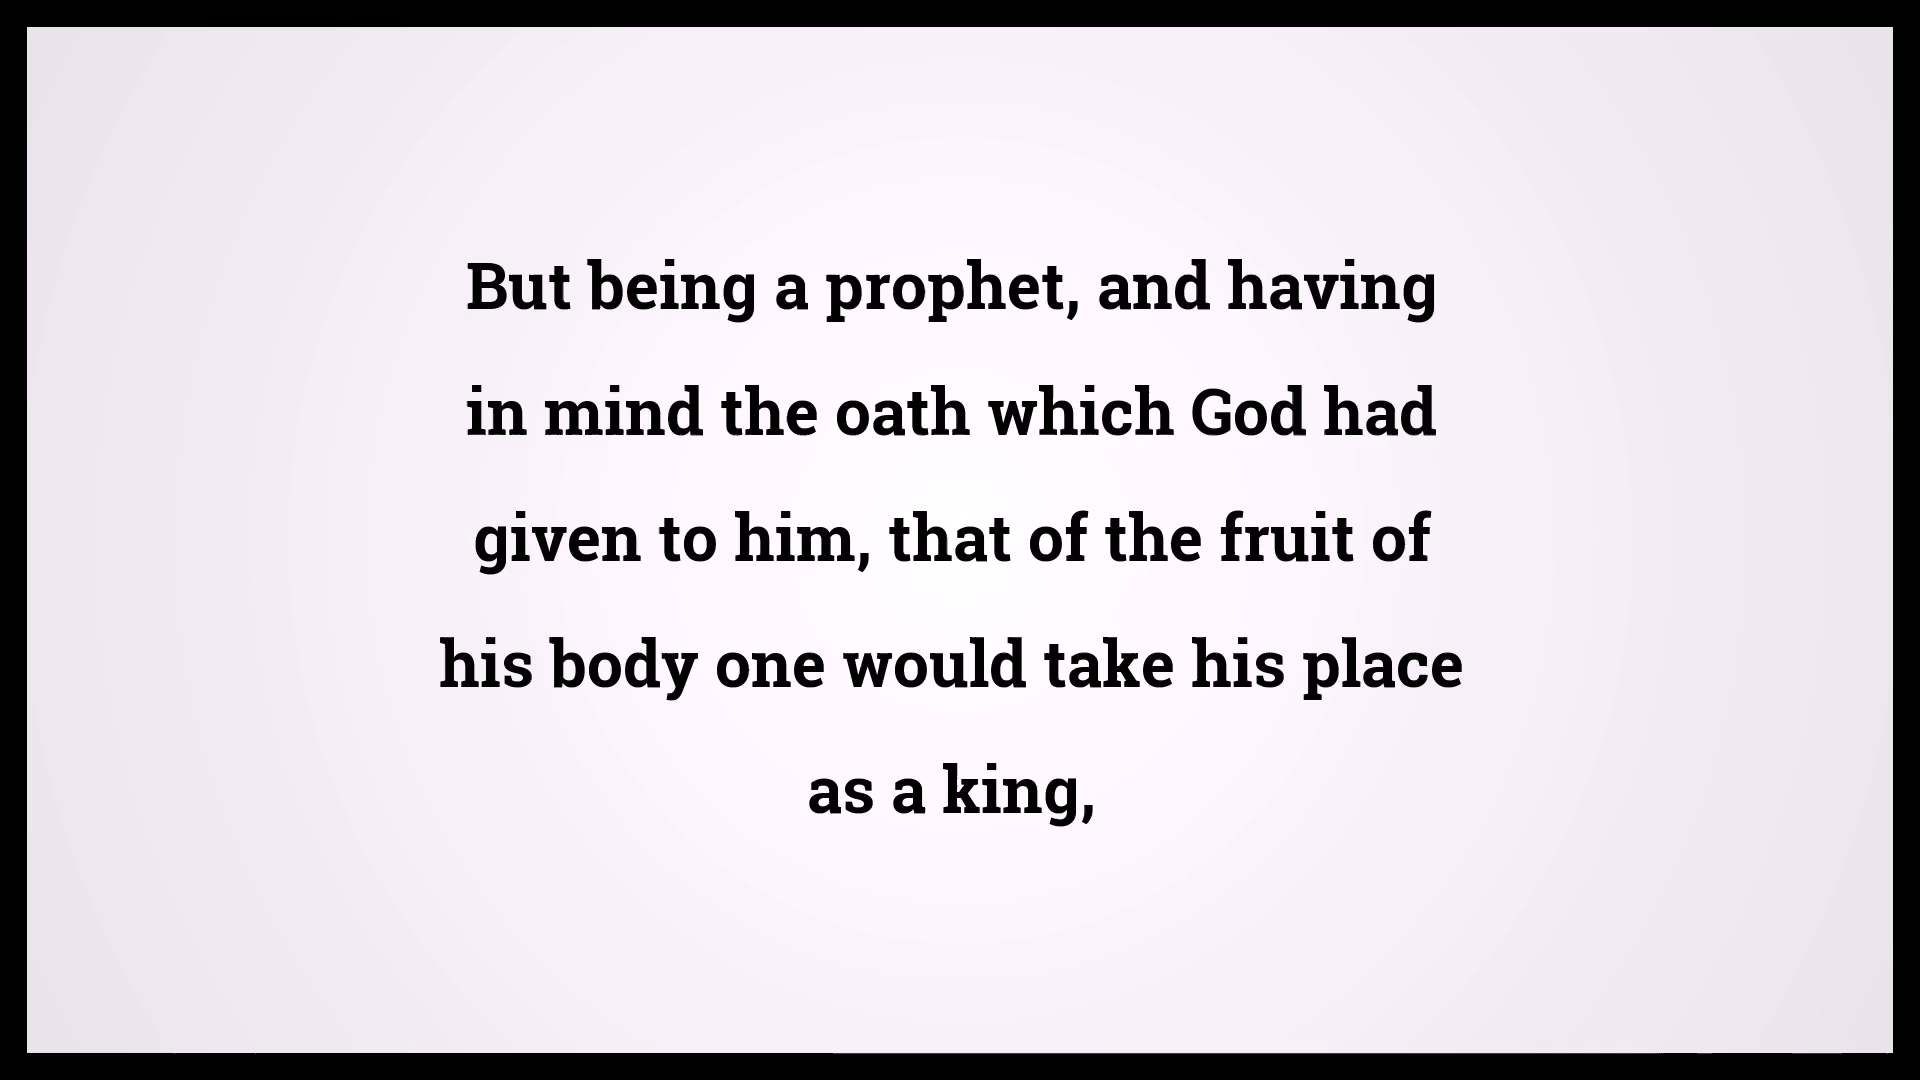 But being a prophet, and having
in mind the oath which God had
given to him, that of the fruit of
his body one would take his place
as a king,